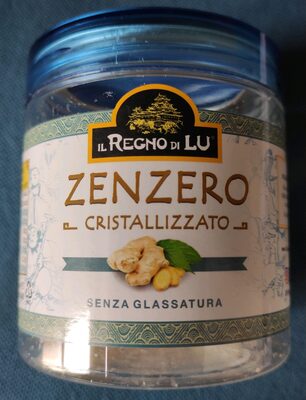 IL REGNO DI LU
ZENZERO
CRISTALLIZZATO
SENZA GLASSATURA